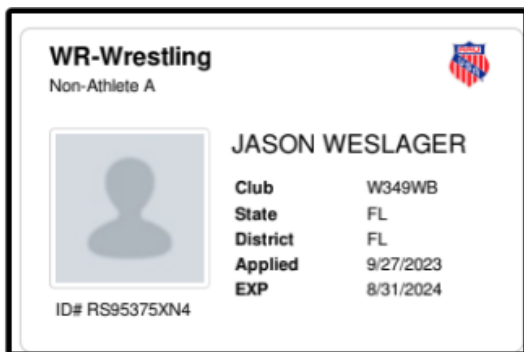 WR-Wrestling
Non-Athlete A
JASON WESLAGER
Club W349WB
State FL
District FL
Applied 9/27/2023
EXP 8/31/2024
ID# RS95375XN4